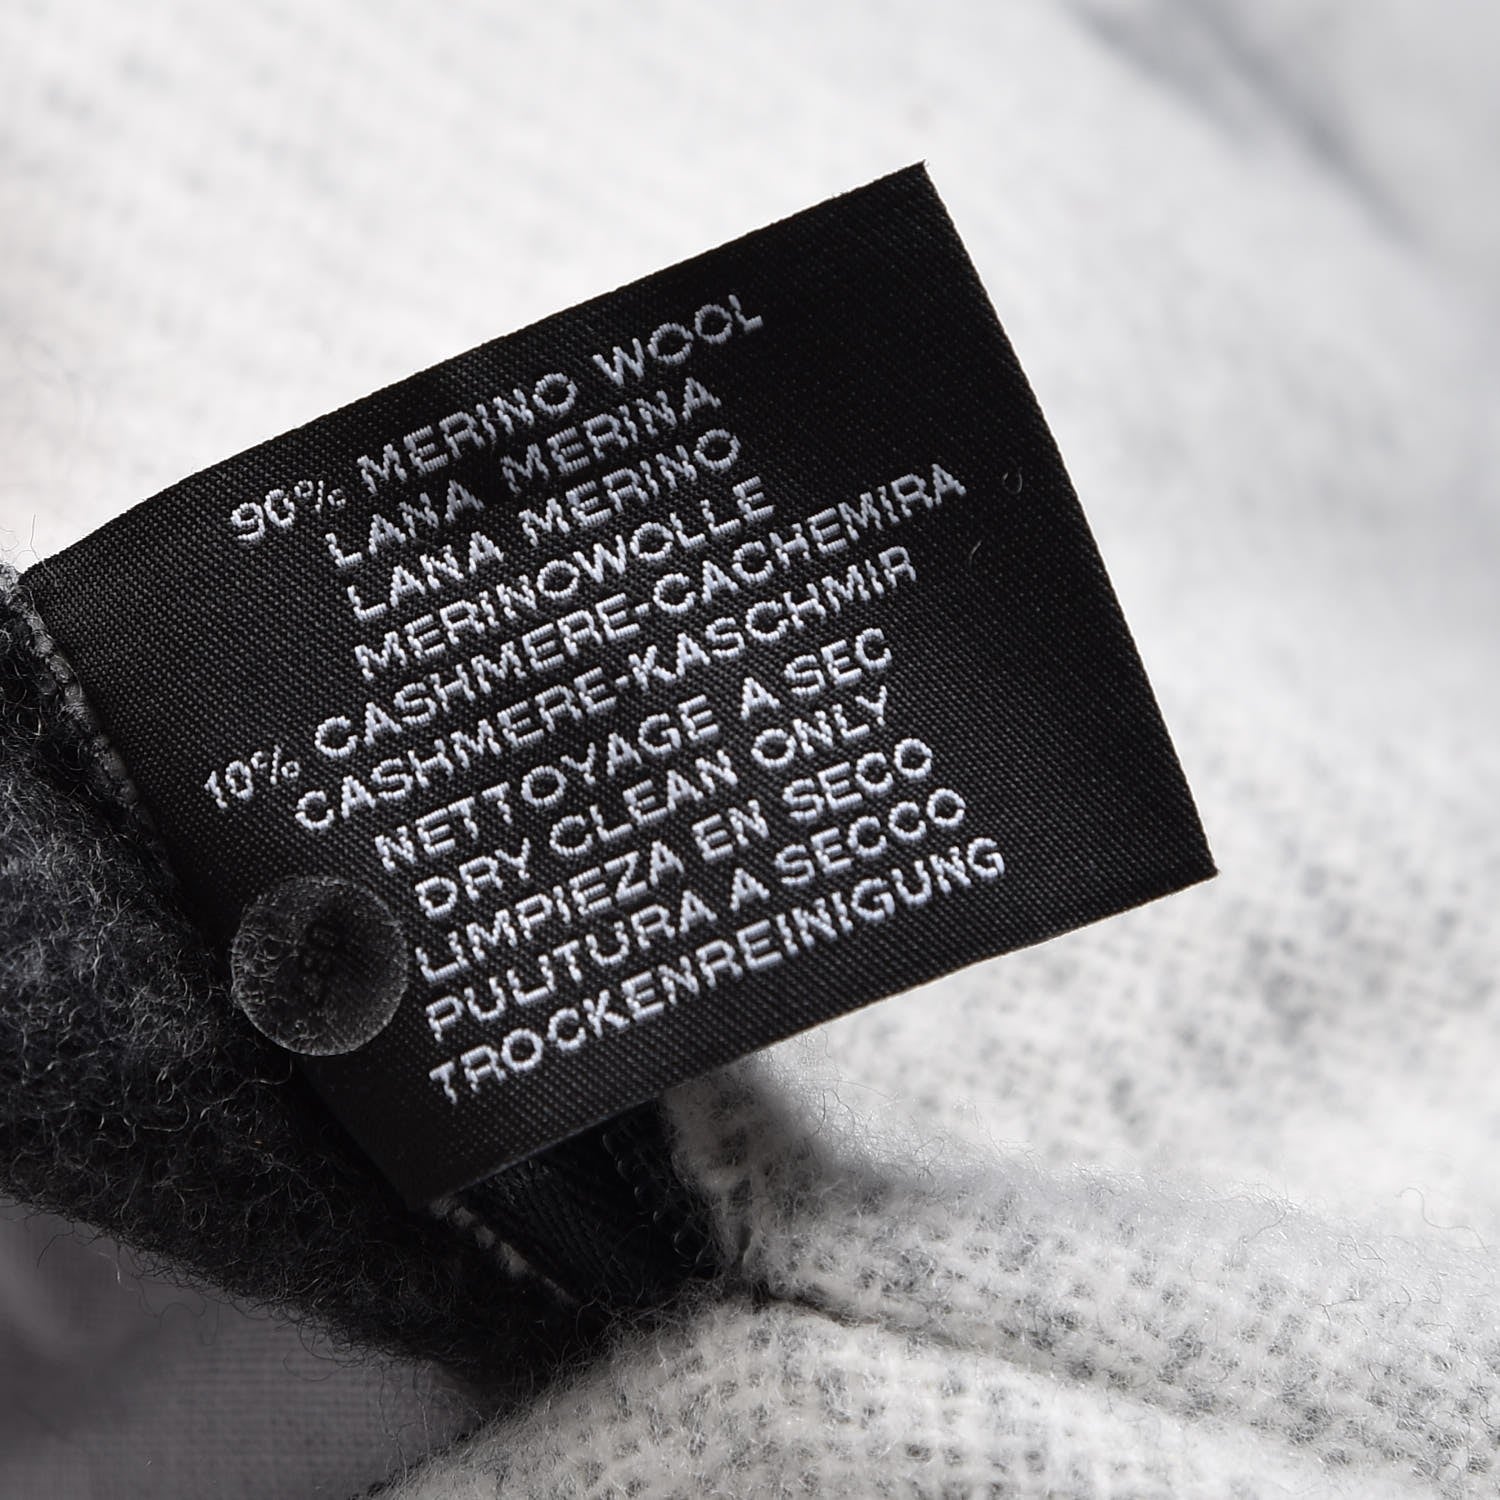 90% MERINO WOOL
LANA MERINA
LANA MERINO
MERINOWOLLE
10% CASHMERE-CACHEMIRA
CASHMERE-KASCHMIR
NETTOYAGE A SEC
DRY CLEAN ONLY
LIMPIEZA EN SECO
PULITURA A SECCO
TROCKENREINIGUNG